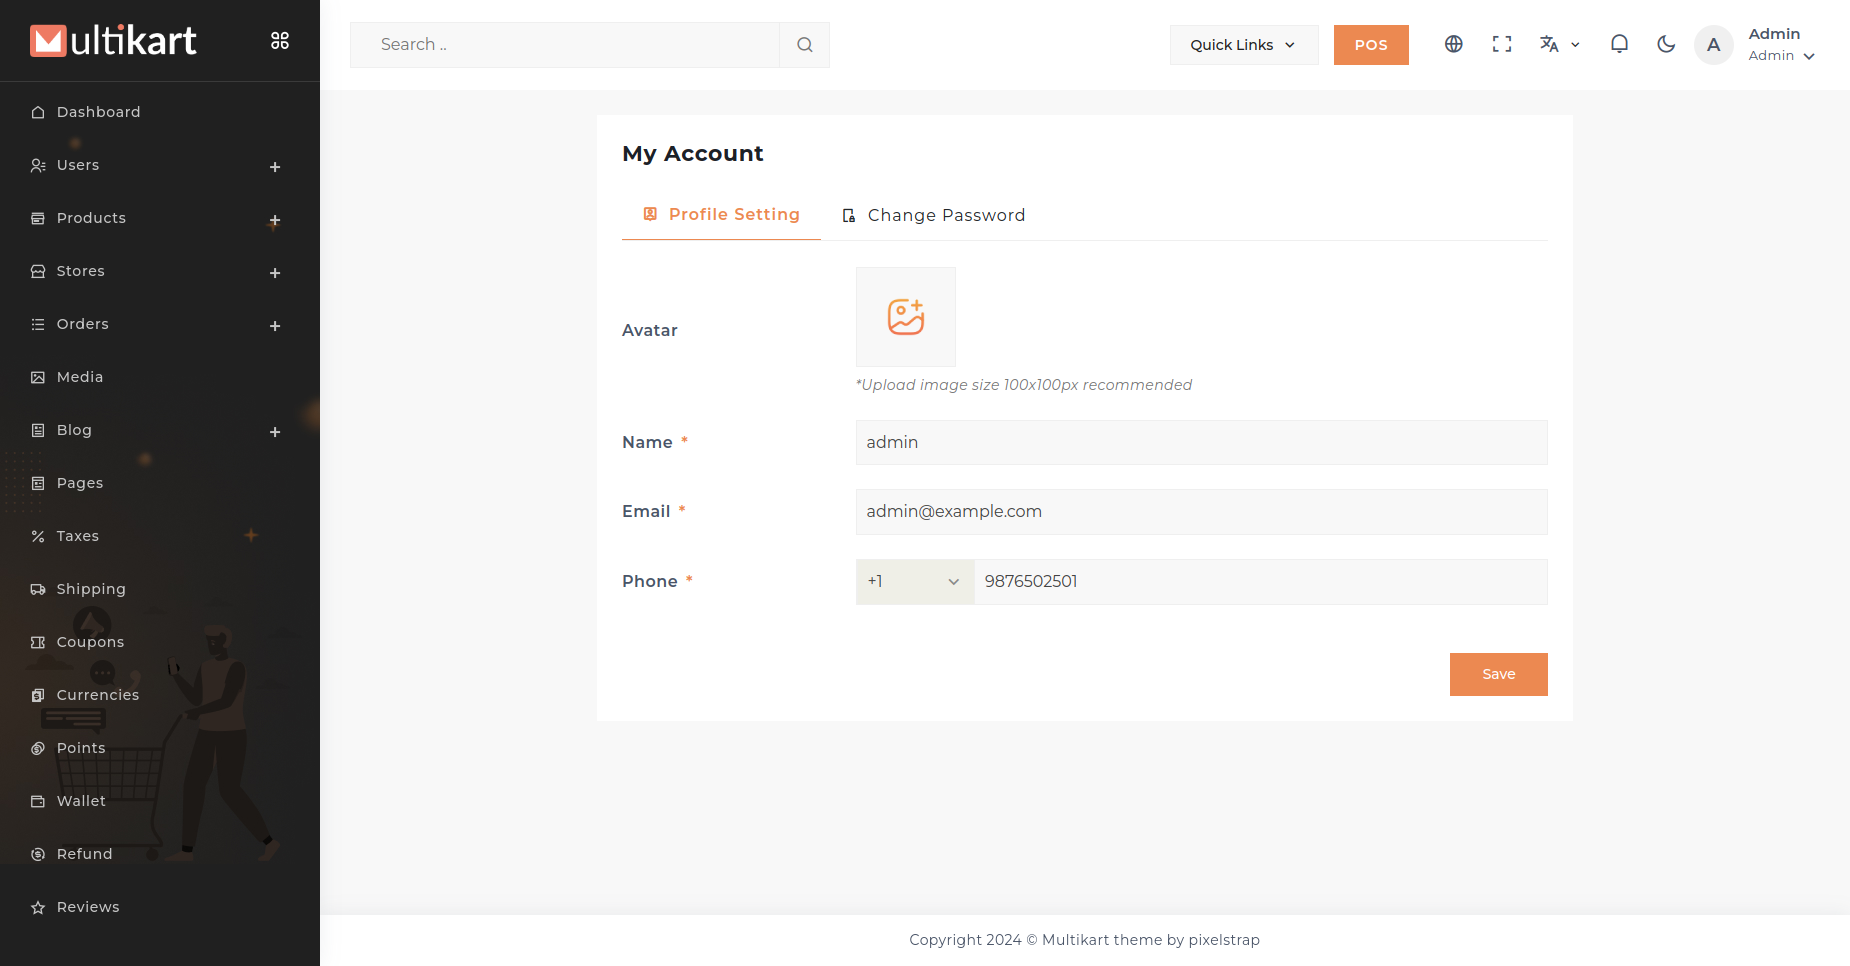 Multikart
Search ..
Quick Links
POS
A
Admin
Admin
Dashboard
Users
Products
Stores
Orders
Media
Blog
Pages
Taxes
Shipping
Coupons
Currencies
Points
Wallet
Refund
Reviews
My Account
Profile Setting
Change Password
Avatar
*Upload image size 100x100px recommended
Name *
admin
Email *
admin@example.com
Phone *
+1
9876502501
Save
Copyright 2024 © Multikart theme by pixelstrap